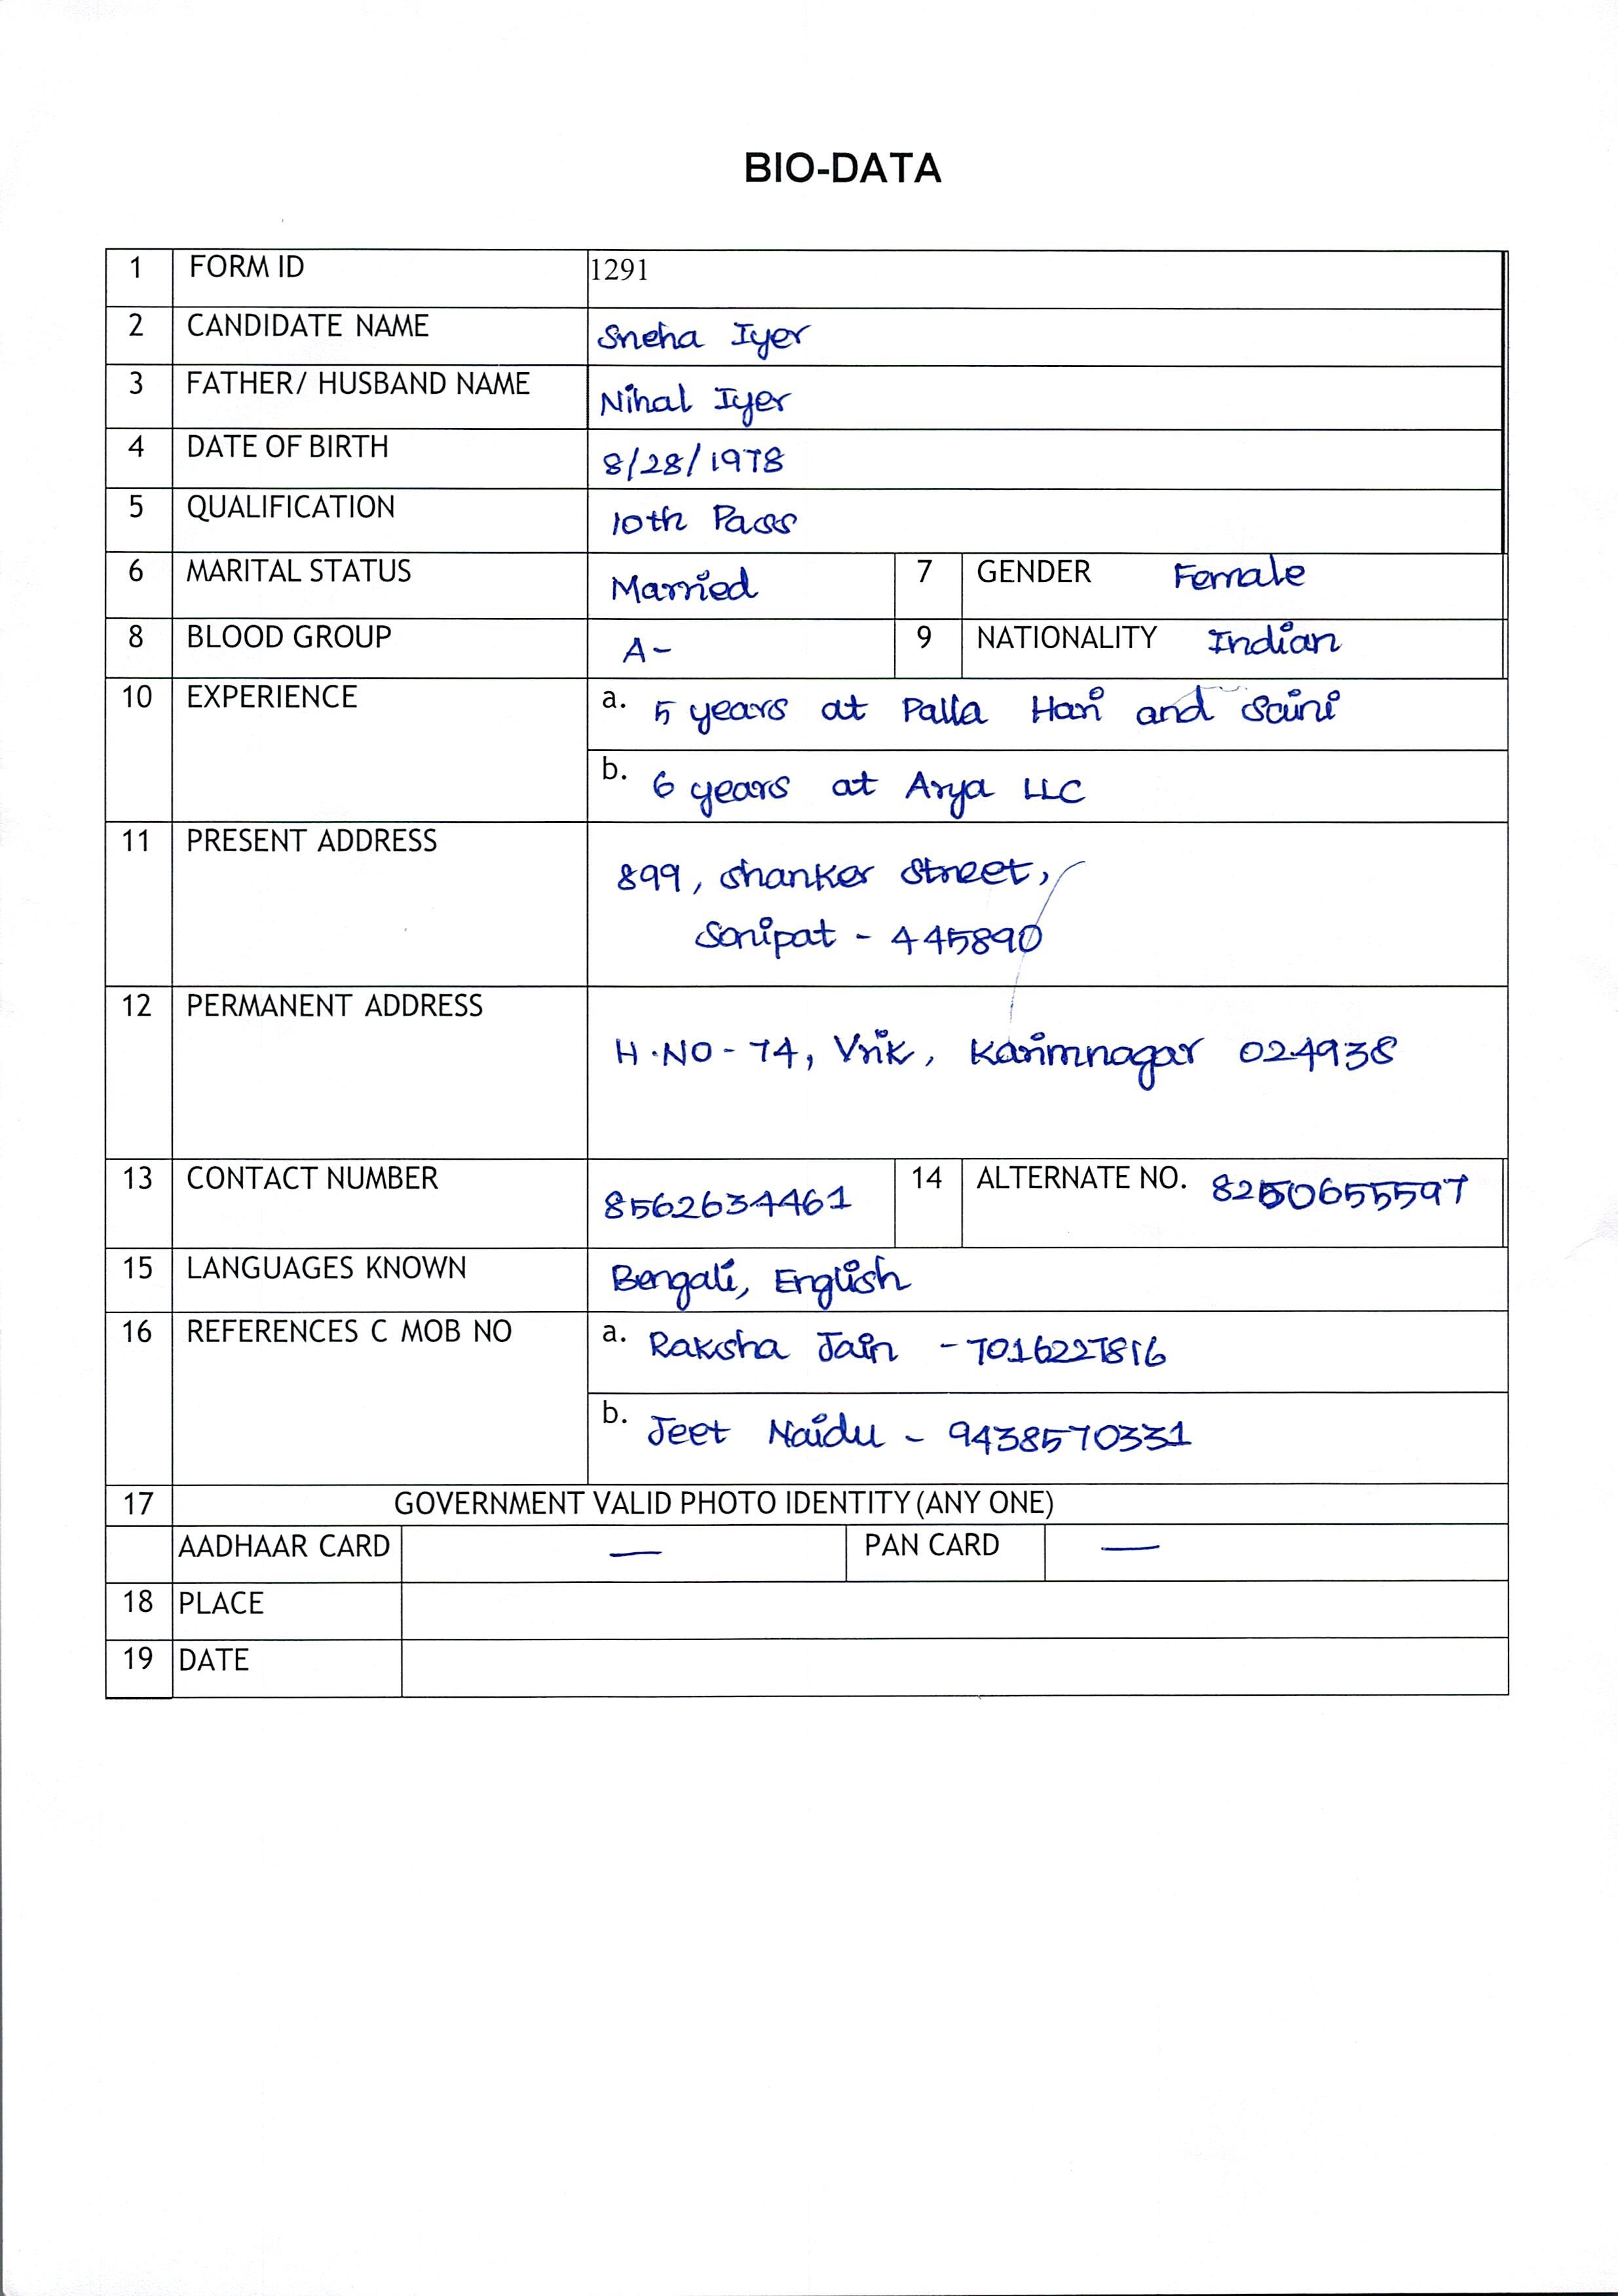 BIO-DATA
1 FORM ID 1291
2 CANDIDATE NAME Sneha Iyer
3 FATHER/ HUSBAND NAME Nihal Iyer
4 DATE OF BIRTH 8/28/1978
5 QUALIFICATION 10th Pass
6 MARITAL STATUS Married 7 GENDER Female
8 BLOOD GROUP A- 9 NATIONALITY Indian
10 EXPERIENCE a. 5 years at Palla Hari and Saini
b. 6 years at Arya LLC
11 PRESENT ADDRESS 899, Shanker Street,
Sonipat - 445890
12 PERMANENT ADDRESS H.NO-74, Vrik, Karimnagar 024938
13 CONTACT NUMBER 8562634461 14 ALTERNATE NO. 8250655597
15 LANGUAGES KNOWN Bengali, English
16 REFERENCES C MOB NO a. Raksha Jain - 7016227816
b. Jeet Naidu - 9438570331
17 GOVERNMENT VALID PHOTO IDENTITY (ANY ONE)
AADHAAR CARD — PAN CARD —
18 PLACE
19 DATE